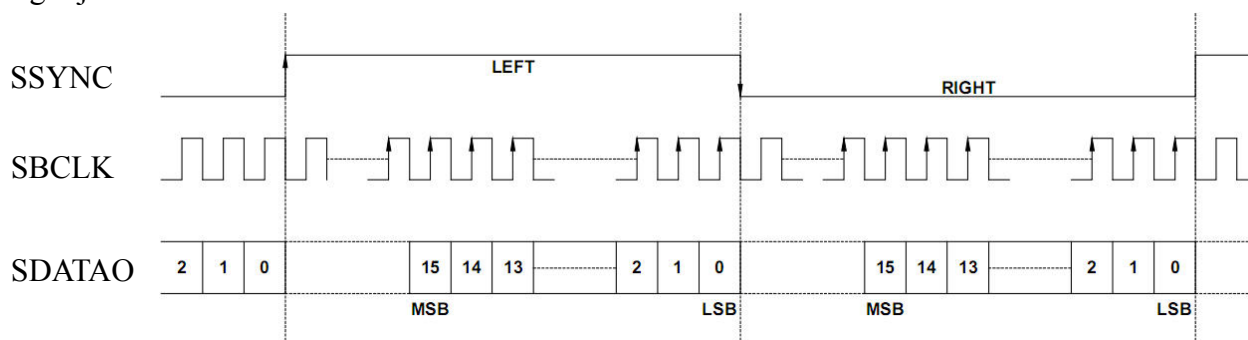 SSYNC LEFT RIGHT
SBCLK
SDATAO 2 1 0 15 14 13 2 1 0 15 14 13 2 1 0
MSB LSB MSB LSB